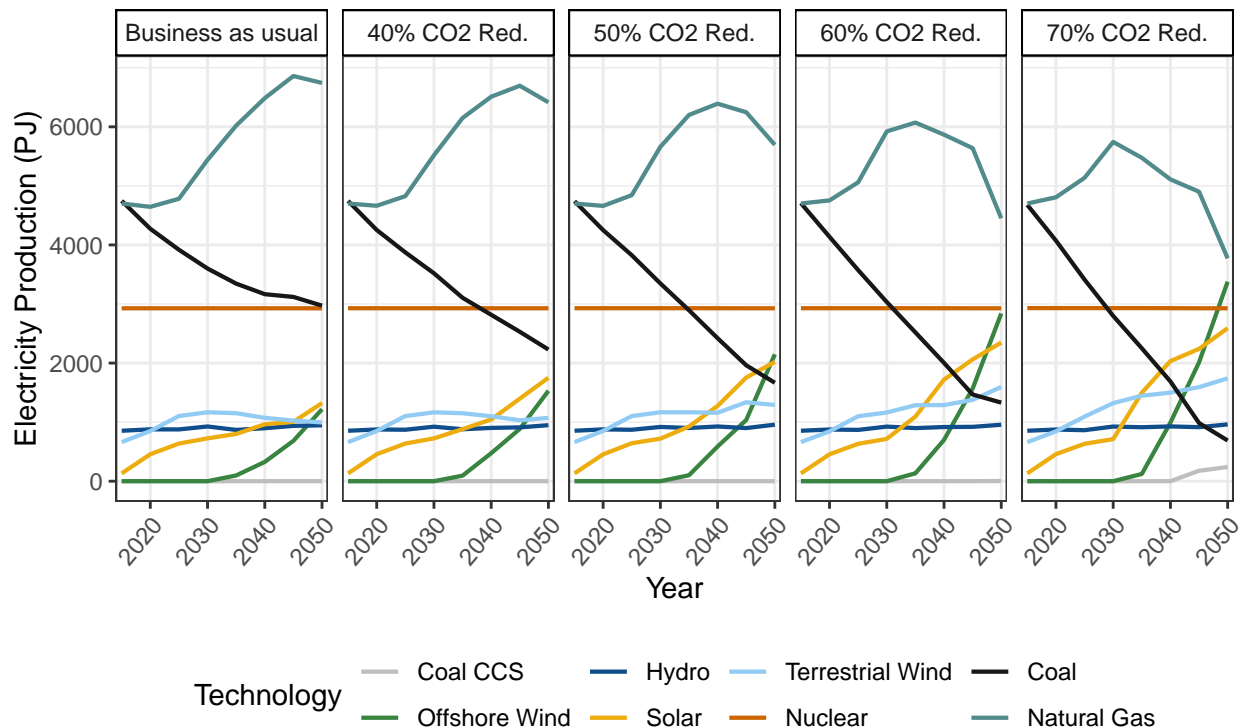 Business as usual 40% CO2 Red. 50% CO2 Red. 60% CO2 Red. 70% CO2 Red.
Electricity Production (PJ)
6000
4000
2000
0
2020 2030 2040 2050 2020 2030 2040 2050 2020 2030 2040 2050 2020 2030 2040 2050 2020 2030 2040 2050
Year
Technology
Coal CCS Hydro Terrestrial Wind Coal
Offshore Wind Solar Nuclear Natural Gas